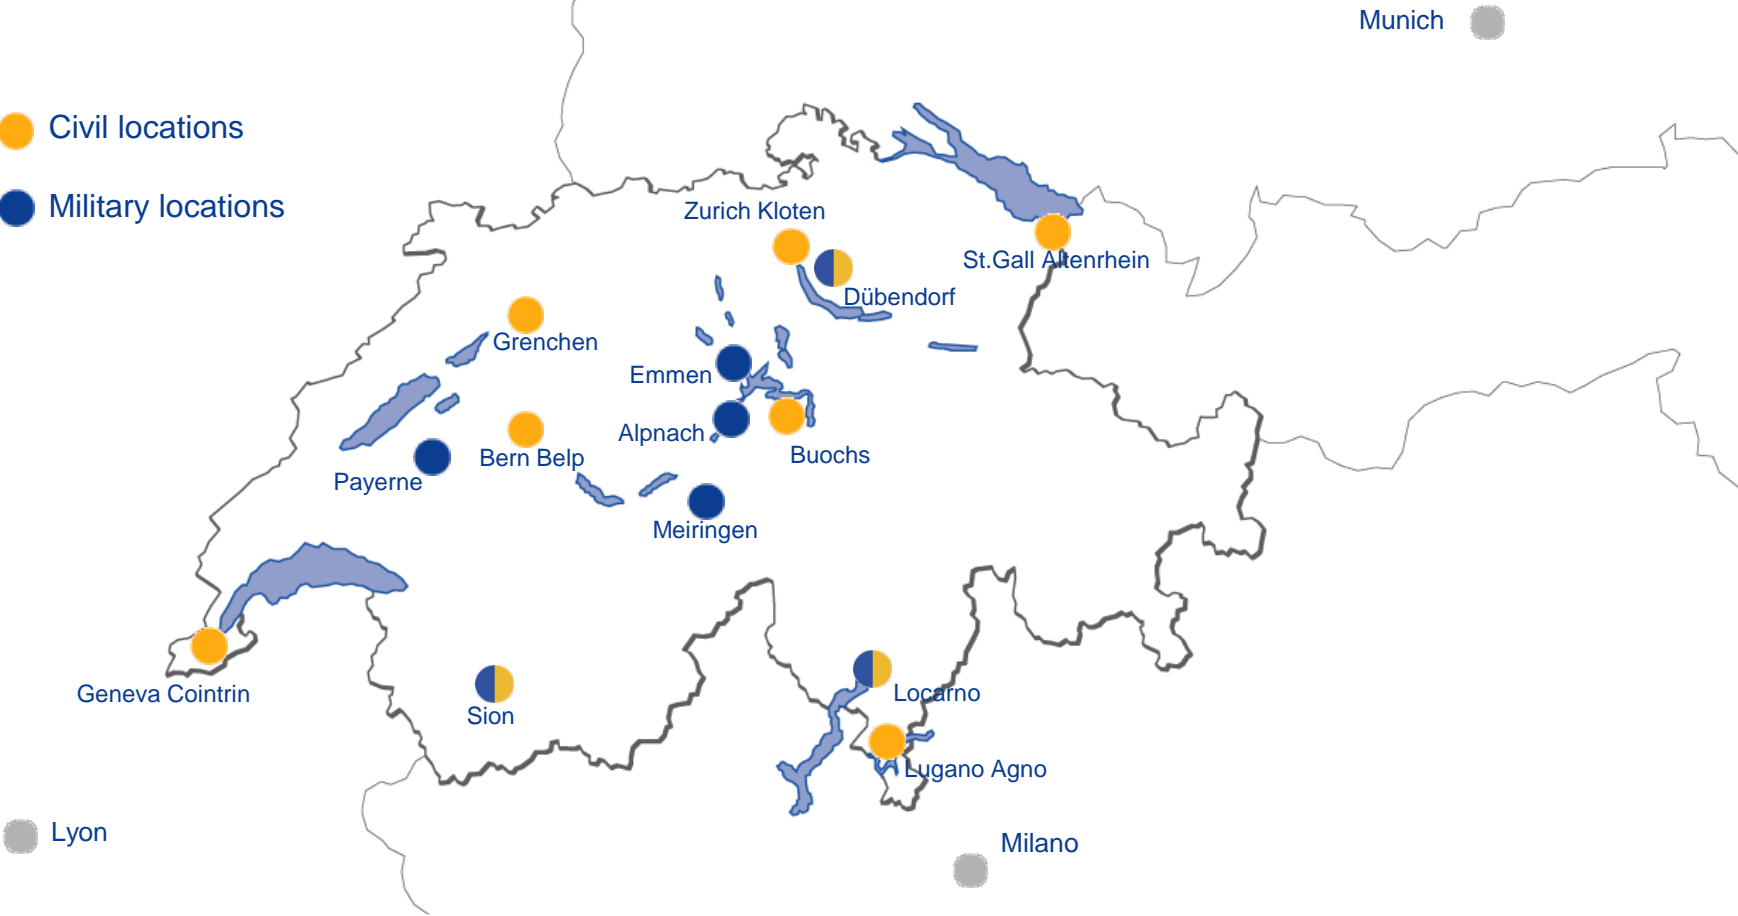 Munich
Civil locations
Military locations
Zurich Kloten
St.Gall Altenrhein
Dübendorf
Grenchen
Emmen
Alpnach
Buochs
Bern Belp
Payerne
Meiringen
Geneva Cointrin
Sion
Locarno
Lugano Agno
Lyon
Milano